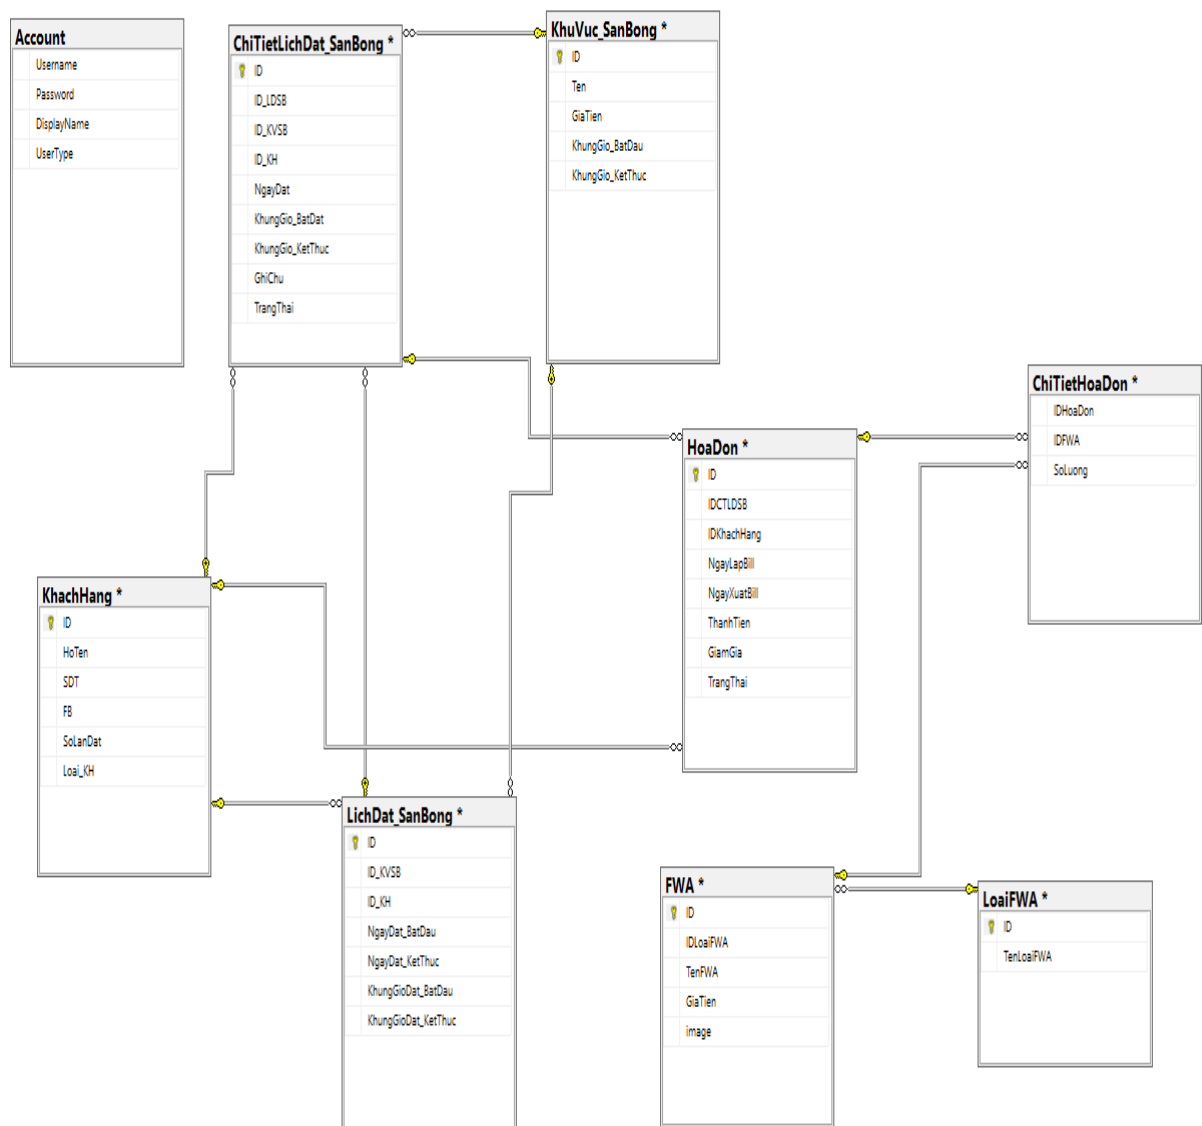 Account
Username
Password
DisplayName
UserType
ChiTietLichDat_SanBong *
ID
ID_LDSB
ID_KVSB
ID_KH
NgayDat
KhungGio_BatDat
KhungGio_KetThuc
GhiChu
TrangThai
KhuVuc_SanBong *
ID
Ten
GiaTien
KhungGio_BatDau
KhungGio_KetThuc
ChiTietHoaDon *
IDHoaDon
IDFWA
SoLuong
HoaDon *
ID
IDCTLDSB
IDKhachHang
NgayLapBill
NgayXuatBill
ThanhTien
GiamGia
TrangThai
KhachHang *
ID
HoTen
SDT
FB
SoLanDat
Loai_KH
LichDat_SanBong *
ID
ID_KVSB
ID_KH
NgayDat_BatDau
NgayDat_KetThuc
KhungGioDat_BatDau
KhungGioDat_KetThuc
FWA *
ID
IDLoaiFWA
TenFWA
GiaTien
image
LoaiFWA *
ID
TenLoaiFWA